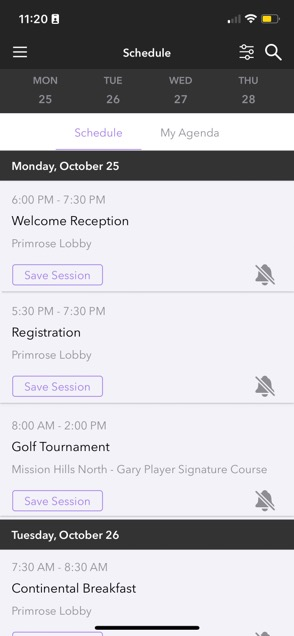 11:20
Schedule
MON TUE WED THU
25 26 27 28
Schedule My Agenda
Monday, October 25
6:00 PM - 7:30 PM
Welcome Reception
Primrose Lobby
Save Session
5:30 PM - 7:30 PM
Registration
Primrose Lobby
Save Session
8:00 AM - 2:00 PM
Golf Tournament
Mission Hills North - Gary Player Signature Course
Save Session
Tuesday, October 26
7:30 AM - 8:30 AM
Continental Breakfast
Primrose Lobby
Save Session